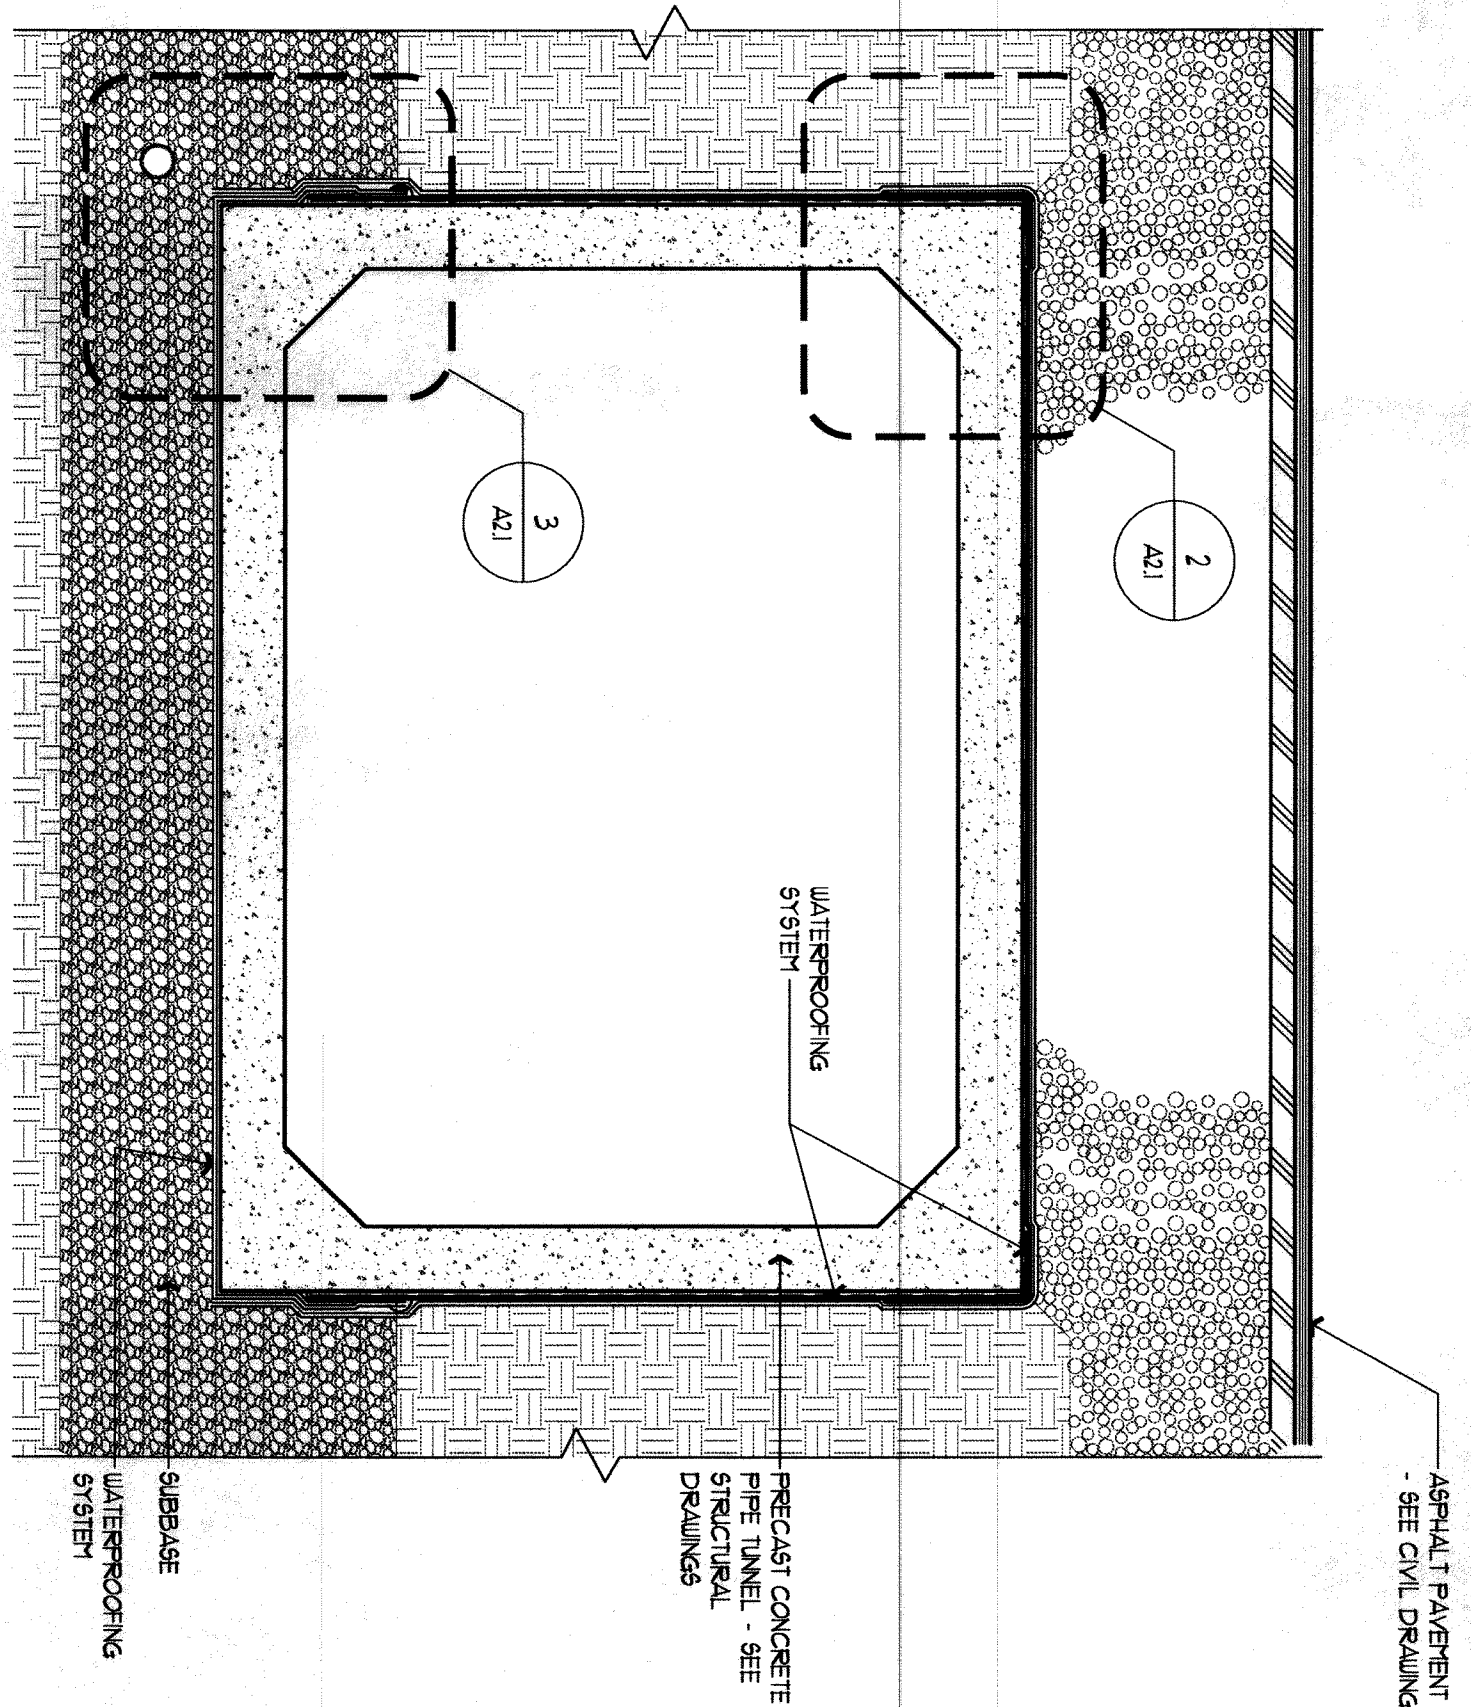 ASPHALT PAVEMENT
- SEE CIVIL DRAWING
2
A2.1
3
A2.1
WATERPROOFING
SYSTEM
PRECAST CONCRETE
PIPE TUNNEL - SEE
STRUCTURAL
DRAWINGS
SUBBASE
WATERPROOFING
SYSTEM